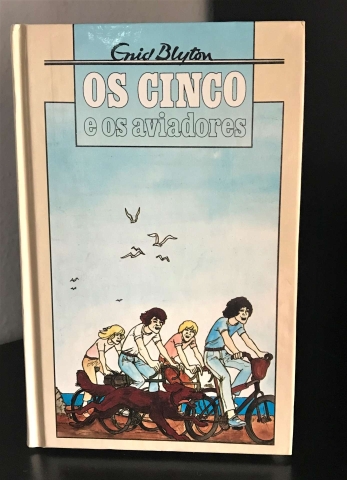 Enid Blyton
OS CINCO
e os aviadores